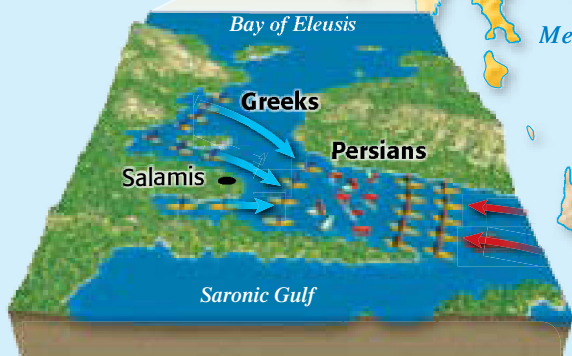 Bay of Eleusis
Me
Greeks
Persians
Salamis
Saronic Gulf